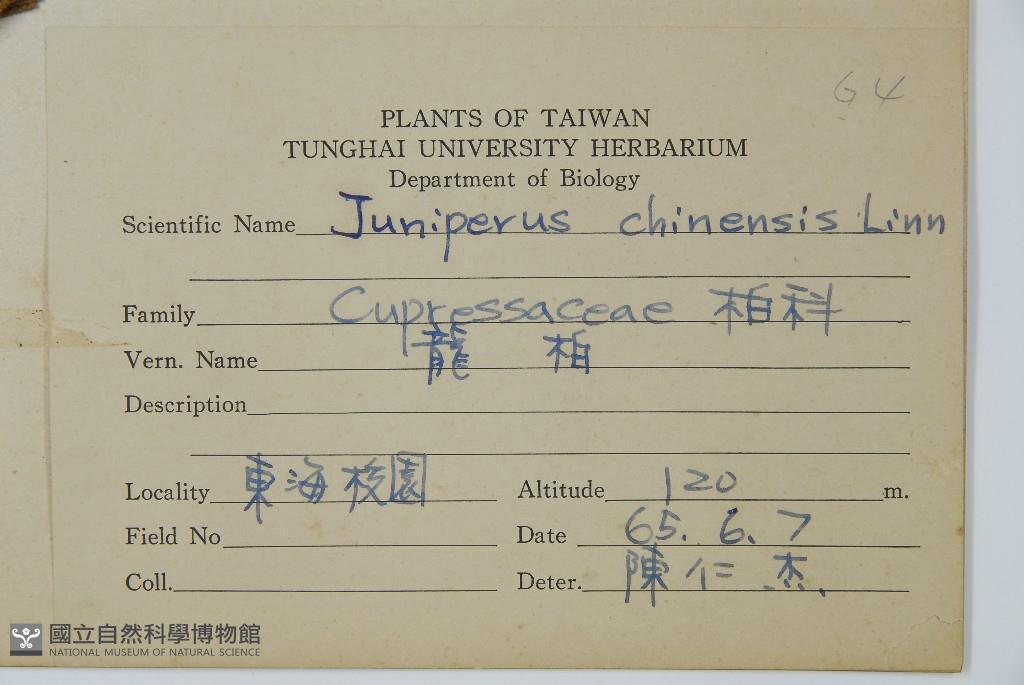 G4
PLANTS OF TAIWAN
TUNGHAI UNIVERSITY HERBARIUM
Department of Biology
Scientific Name Juniperus chinensis Linn
Family Cupressaceae 柏科
Vern. Name 龍柏
Description
Locality 東海校園 Altitude 120 m.
Field No Date 65. 6. 7
Coll. Deter. 陳仁杰
國立自然科學博物館
NATIONAL MUSEUM OF NATURAL SCIENCE